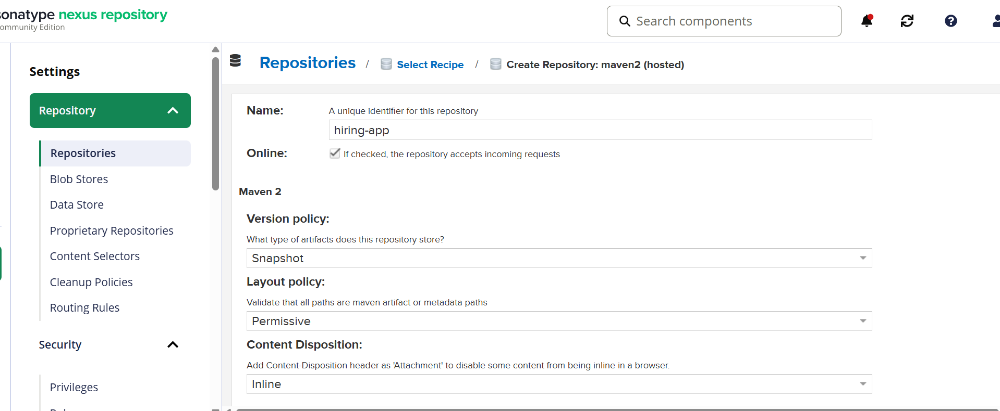 sonatype nexus repository
ommunity Edition
Search components
Settings
Repository
Repositories
Blob Stores
Data Store
Proprietary Repositories
Content Selectors
Cleanup Policies
Routing Rules
Security
Privileges
Repositories / Select Recipe / Create Repository: maven2 (hosted)
Name:
A unique identifier for this repository
hiring-app
Online:
If checked, the repository accepts incoming requests
Maven 2
Version policy:
What type of artifacts does this repository store?
Snapshot
Layout policy:
Validate that all paths are maven artifact or metadata paths
Permissive
Content Disposition:
Add Content-Disposition header as 'Attachment' to disable some content from being inline in a browser.
Inline